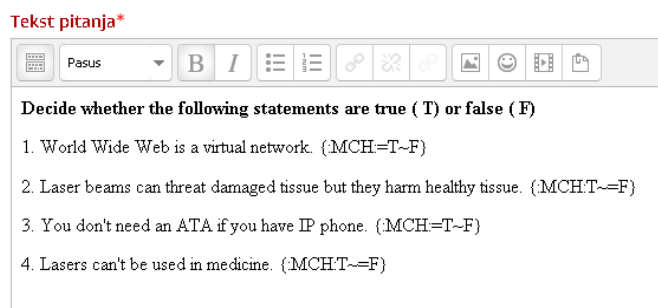 Tekst pitanja*
Pasus
B I
Decide whether the following statements are true ( T) or false ( F)
1. World Wide Web is a virtual network. {:MCH:=T~F}
2. Laser beams can threat damaged tissue but they harm healthy tissue. {:MCH:T~=F}
3. You don't need an ATA if you have IP phone. {:MCH:=T~F}
4. Lasers can't be used in medicine. {:MCH:T~=F}